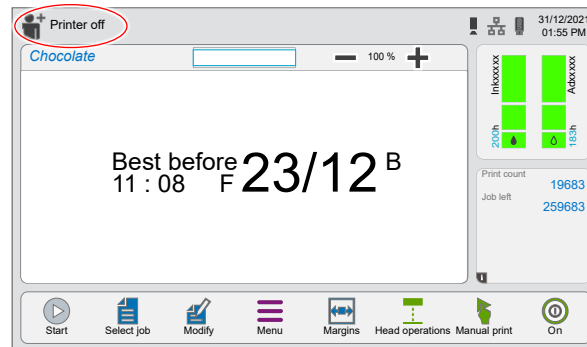 Printer off
31/12/2021
01:55 PM
Chocolate
100 %
Best before 23/12 B
11 : 08 F
Inkxxxxx
Adxxxxx
200h
183h
Print count
19683
Job left
259683
Start
Select job
Modify
Menu
Margins
Head operations
Manual print
On